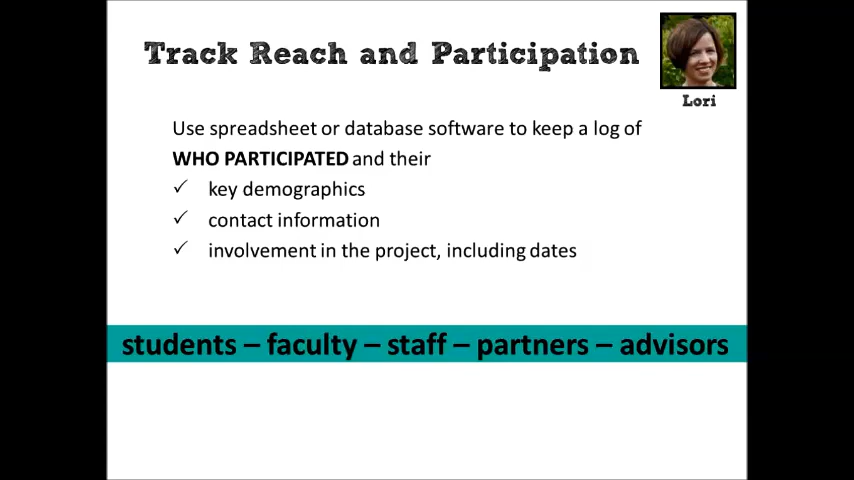 Track Reach and Participation
Lori
Use spreadsheet or database software to keep a log of
WHO PARTICIPATED and their
✓ key demographics
✓ contact information
✓ involvement in the project, including dates
students – faculty – staff – partners – advisors